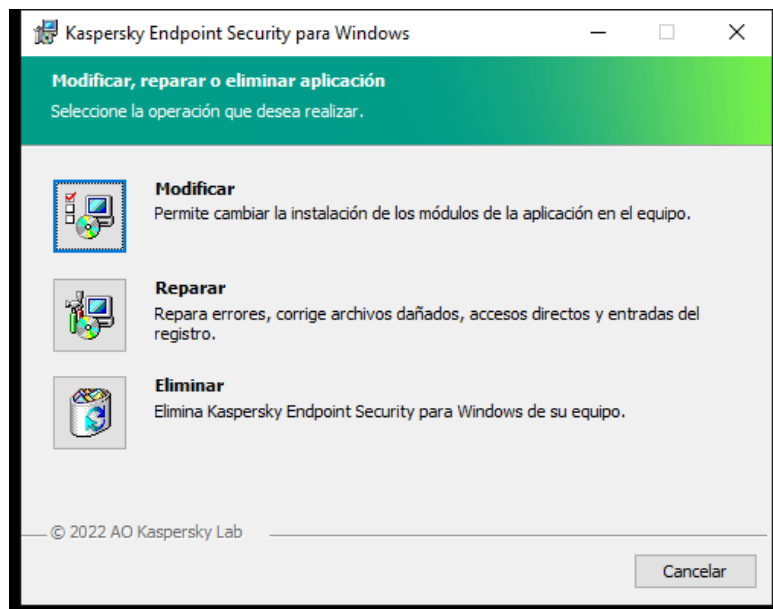 Kaspersky Endpoint Security para Windows
Modificar, reparar o eliminar aplicación
Seleccione la operación que desea realizar.
Modificar
Permite cambiar la instalación de los módulos de la aplicación en el equipo.
Reparar
Repara errores, corrige archivos dañados, accesos directos y entradas del
registro.
Eliminar
Elimina Kaspersky Endpoint Security para Windows de su equipo.
© 2022 AO Kaspersky Lab
Cancelar